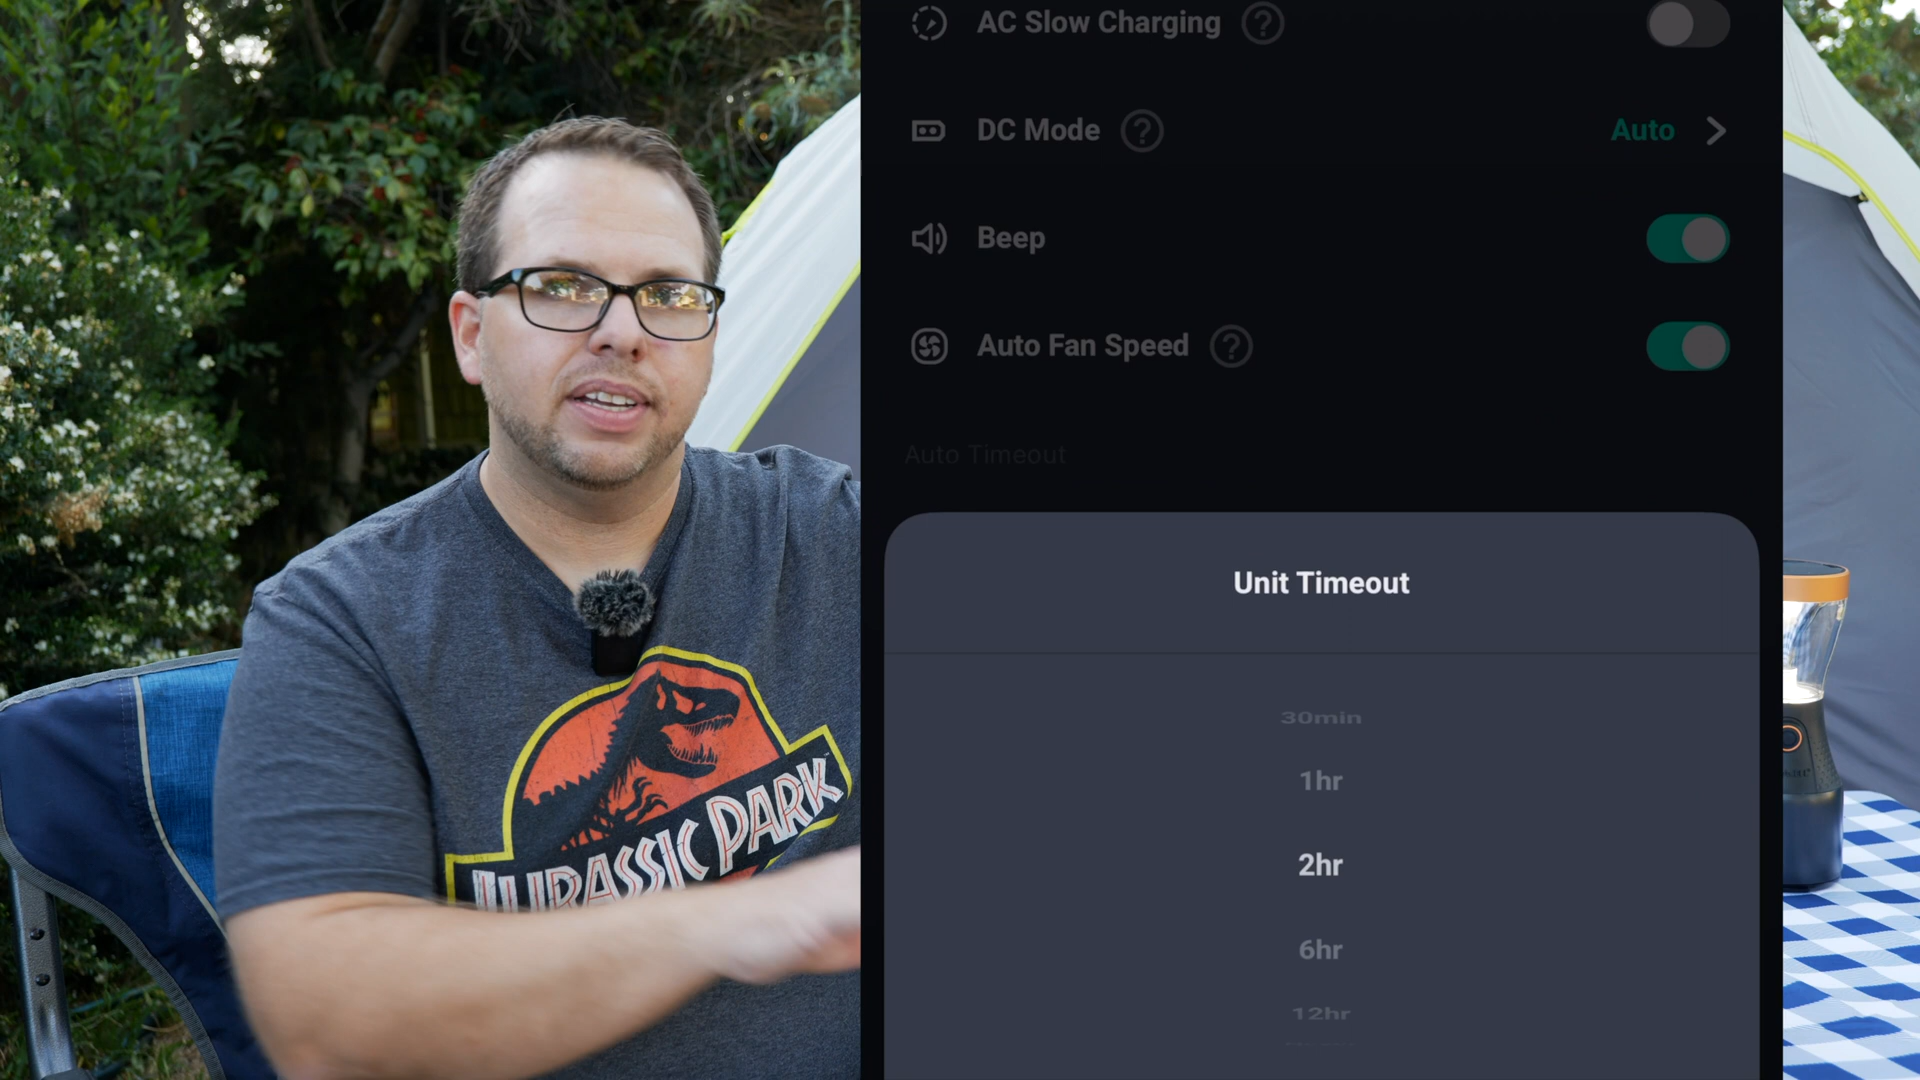 AC Slow Charging ?
DC Mode ? Auto
Beep
Auto Fan Speed ?
Auto Timeout
Unit Timeout
30min
1hr
2hr
6hr
12hr
JURASSIC PARK